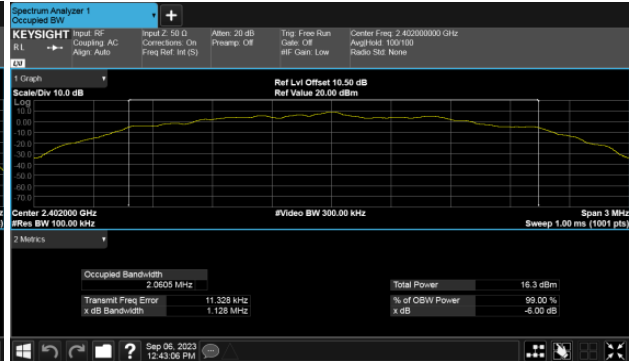 Spectrum Analyzer 1
Occupied BW
+
KEYSIGHT
RL
Input: RF
Coupling: AC
Align: Auto
Input Z: 50 Ω
Corrections: On
Freq Ref: Int (S)
Atten: 20 dB
Preamp: Off
Trig: Free Run
Gate: Off
#IF Gain: Low
Center Freq: 2.402000000 GHz
Avg|Hold: 100/100
Radio Std: None
LXI
1 Graph
Scale/Div 10.0 dB
Ref Lvl Offset 10.50 dB
Ref Value 20.00 dBm
Log
10.0
0.00
-10.0
-20.0
-30.0
-40.0
-50.0
-60.0
-70.0
Center 2.402000 GHz
#Res BW 100.00 kHz
#Video BW 300.00 kHz
Span 3 MHz
Sweep 1.00 ms (1001 pts)
2 Metrics
Occupied Bandwidth
2.0605 MHz
Transmit Freq Error 11.328 kHz
x dB Bandwidth 1.128 MHz
Total Power 16.3 dBm
% of OBW Power 99.00 %
x dB -6.00 dB
?
Sep 06, 2023
12:43:06 PM